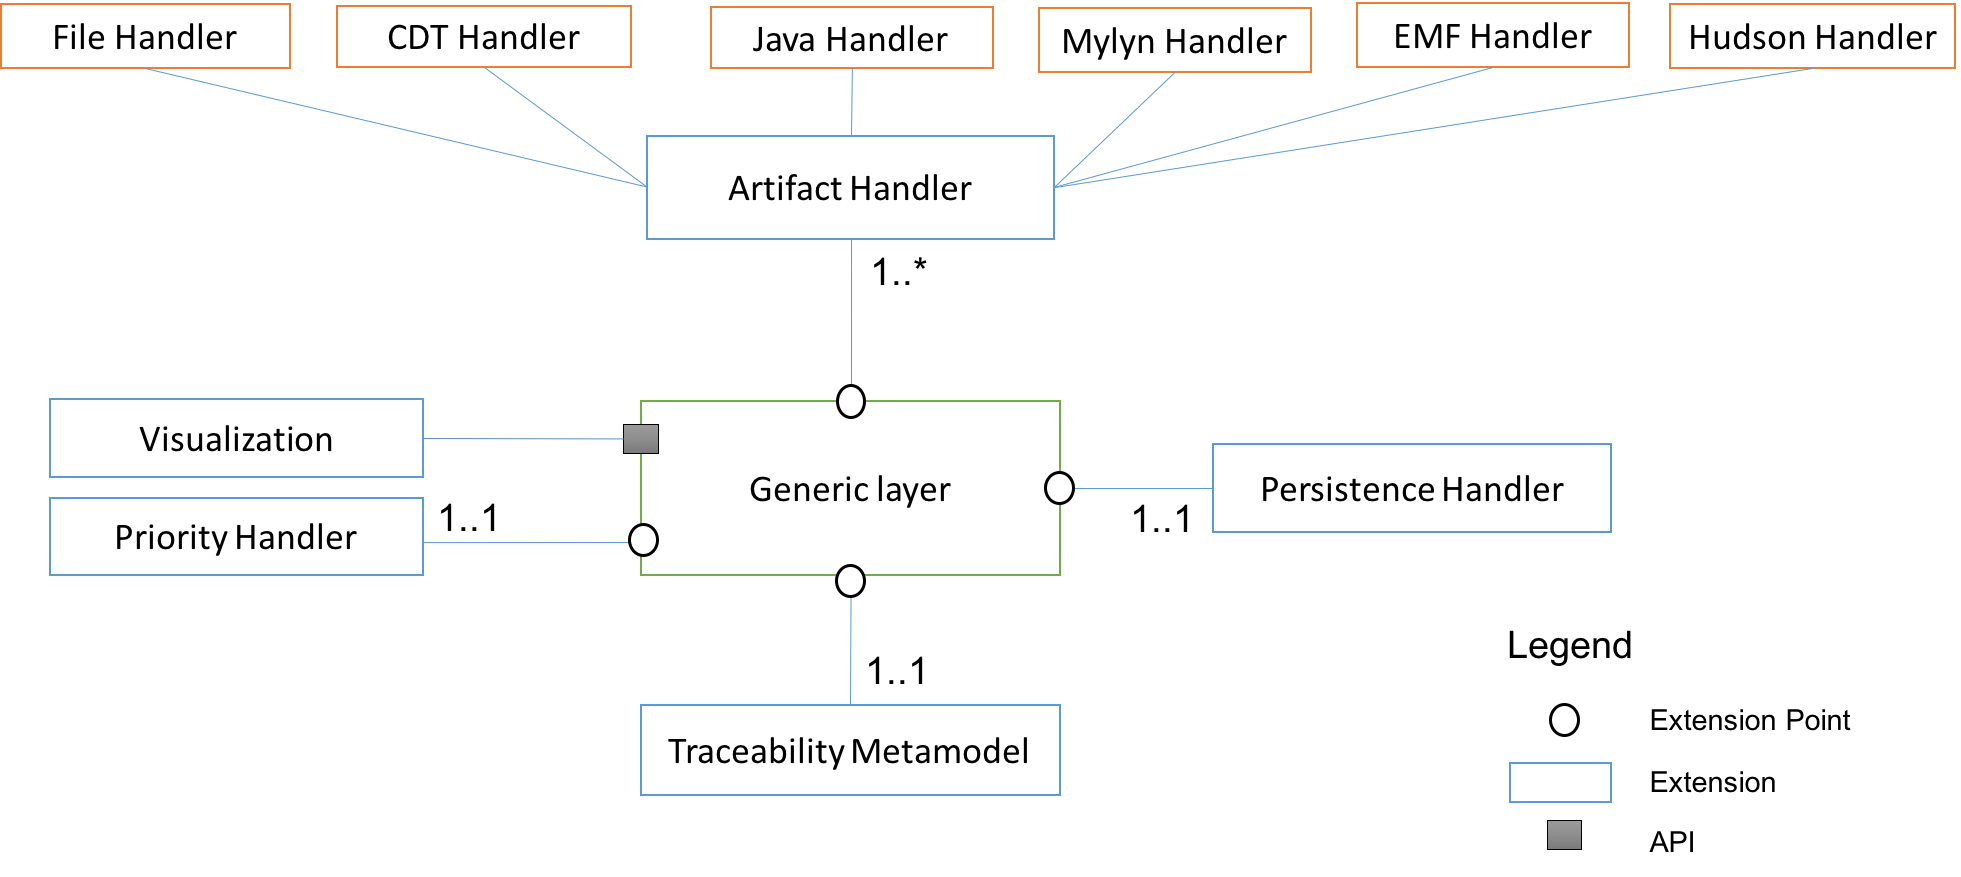 File Handler
CDT Handler
Java Handler
Mylyn Handler
EMF Handler
Hudson Handler
Artifact Handler
1..*
Visualization
Generic layer
Persistence Handler
Priority Handler
1..1
1..1
1..1
Traceability Metamodel
Legend
Extension Point
Extension
API